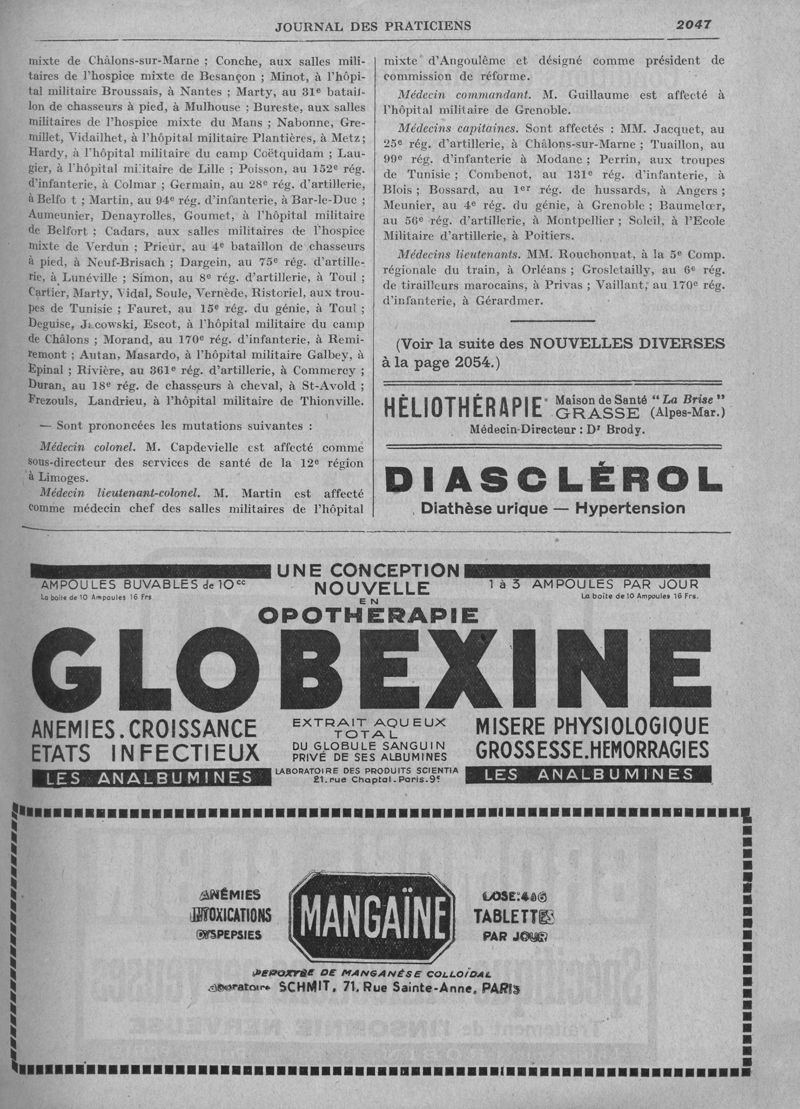 JOURNAL DES PRATICIENS 2047
mixte de Châlons-sur-Marne ; Conche, aux salles mili-
taires de l'hospice mixte de Besançon ; Minot, à l'hôpi-
tal militaire Broussais, à Nantes ; Marty, au 31e batail-
lon de chasseurs à pied, à Mulhouse ; Bureste, aux salles
militaires de l'hospice mixte du Mans ; Nabonne, Gre-
millet, Vidailhet, à l'hôpital militaire Plantières, à Metz;
Hardy, à l'hôpital militaire du camp Coëtquidam ; Lau-
gier, à l'hôpital militaire de Lille ; Poisson, au 152e rég.
d'infanterie, à Colmar ; Germain, au 28e rég. d'artillerie,
à Belfo t ; Martin, au 94e rég. d'infanterie, à Bar-le-Duc ;
Aumeunier, Denayrolles, Goumet, à l'hôpital militaire
de Belfort ; Cadars, aux salles militaires de l'hospice
mixte de Verdun ; Prieur, au 4e bataillon de chasseurs
à pied, à Neuf-Brisach ; Dargein, au 75e rég. d'artille-
rie, à Lunéville ; Simon, au 8e rég. d'artillerie, à Toul ;
Cartier, Marty, Vidal, Soule, Vernède, Ristoriel, aux trou-
pes de Tunisie ; Fauret, au 15e rég. du génie, à Toul ;
Deguise, Escot, à l'hôpital militaire du camp
de Châlons ; Morand, au 170e rég. d'infanterie, à Remi-
remont ; Autan, Masardo, à l'hôpital militaire Galbey, à
Epinal ; Rivière, au 361e rég. d'artillerie, à Commercy ;
Duran, au 18e rég. de chasseurs à cheval, à St-Avold ;
Frezouls, Landrieu, à l'hôpital militaire de Thionville.
— Sont prononcées les mutations suivantes :
Médecin colonel. M. Capdevielle est affecté comme
sous-directeur des services de santé de la 12e région
à Limoges.
Médecin lieutenant-colonel. M. Martin est affecté
comme médecin chef des salles militaires de l'hôpital
mixte d'Angoulême et désigné comme président de
commission de réforme.
Médecin commandant. M. Guillaume est affecté à
l'hôpital militaire de Grenoble.
Médecins capitaines. Sont affectés : MM. Jacquet, au
25e rég. d'artillerie, à Châlons-sur-Marne ; Tuaillon, au
99e rég. d'infanterie à Modane ; Perrin, aux troupes
de Tunisie ; Combenot, au 131e rég. d'infanterie, à
Blois ; Bossard, au 1er rég. de hussards, à Angers ;
Meunier, au 4e rég. du génie, à Grenoble ; Baumelœr,
au 56e rég. d'artillerie, à Montpellier ; Soleil, à l'Ecole
Militaire d'artillerie, à Poitiers.
Médecins lieutenants. MM. Rouchonnat, à la 5e Comp.
régionale du train, à Orléans ; Grosletailly, au 6e rég.
de tirailleurs marocains, à Privas ; Vaillant, au 170e rég.
d'infanterie, à Gérardmer.
(Voir la suite des NOUVELLES DIVERSES
à la page 2054.)
HÉLIOTHÉRAPIE Maison de Santé "La Brise"
GRASSE (Alpes-Mar.)
Médecin-Directeur : Dr Brody.
DIASCLÉROL
Diathèse urique — Hypertension
UNE CONCEPTION
NOUVELLE
EN
OPOTHERAPIE
AMPOULES BUVABLES de 10cc
La boite de 10 Ampoules 16 Frs
1 à 3 AMPOULES PAR JOUR
La boite de 10 Ampoules 16 Frs.
GLOBEXINE
ANEMIES. CROISSANCE
ETATS INFECTIEUX
LES ANALBUMINES
EXTRAIT AQUEUX
TOTAL
DU GLOBULE SANGUIN
PRIVÉ DE SES ALBUMINES
LABORATOIRE DES PRODUITS SCIENTIA
21. rue Chaptal. Paris. 9e
MISERE PHYSIOLOGIQUE
GROSSESSE. HEMORRAGIES
LES ANALBUMINES
ANÉMIES
INTOXICATIONS
DYSPEPSIES
MANGAÏNE
DOSE: 4 à 6
TABLETTES
PAR JOUR
PEROXYDE DE MANGANÈSE COLLOÏDAL
Laboratoire SCHMIT, 71, Rue Sainte-Anne, PARIS